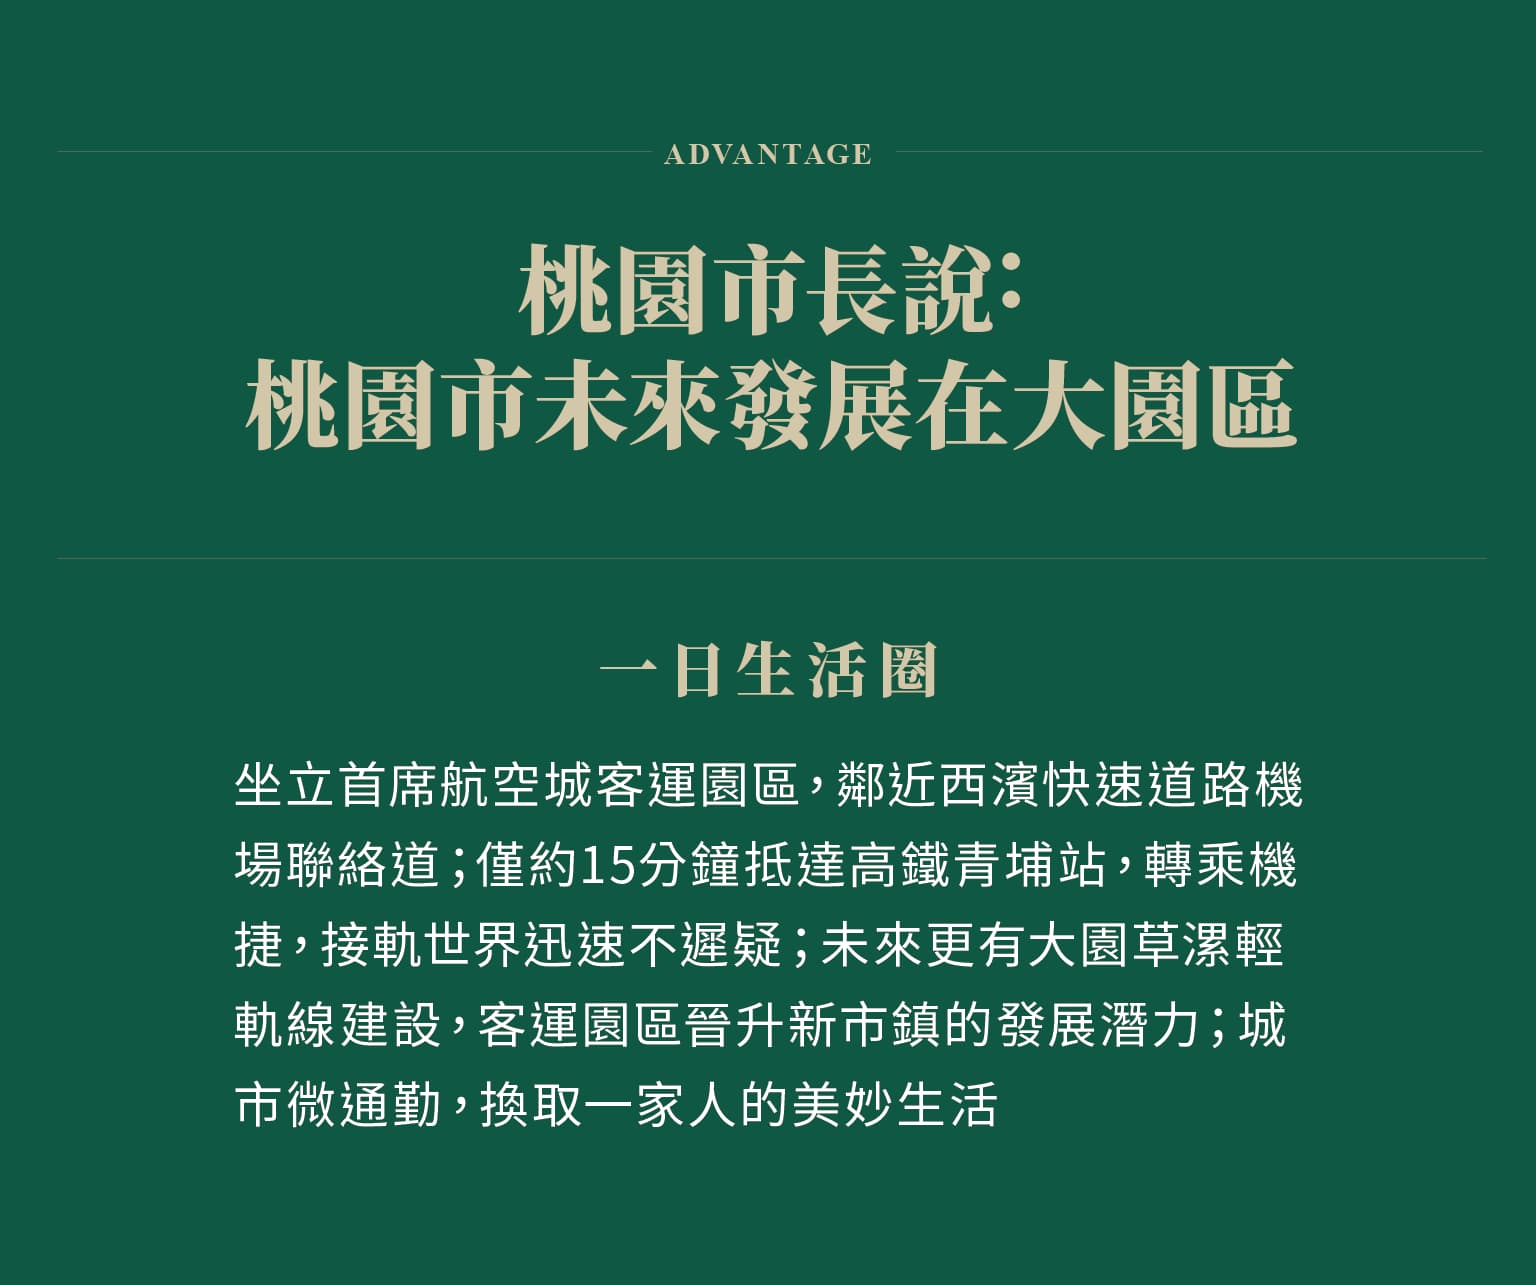 ADVANTAGE
桃園市長說：
桃園市未來發展在大園區
一日生活圈
坐立首席航空城客運園區，鄰近西濱快速道路機
場聯絡道；僅約15分鐘抵達高鐵青埔站，轉乘機
捷，接軌世界迅速不遲疑；未來更有大園草漯輕
軌線建設，客運園區晉升新市鎮的發展潛力；城
市微通勤，換取一家人的美妙生活